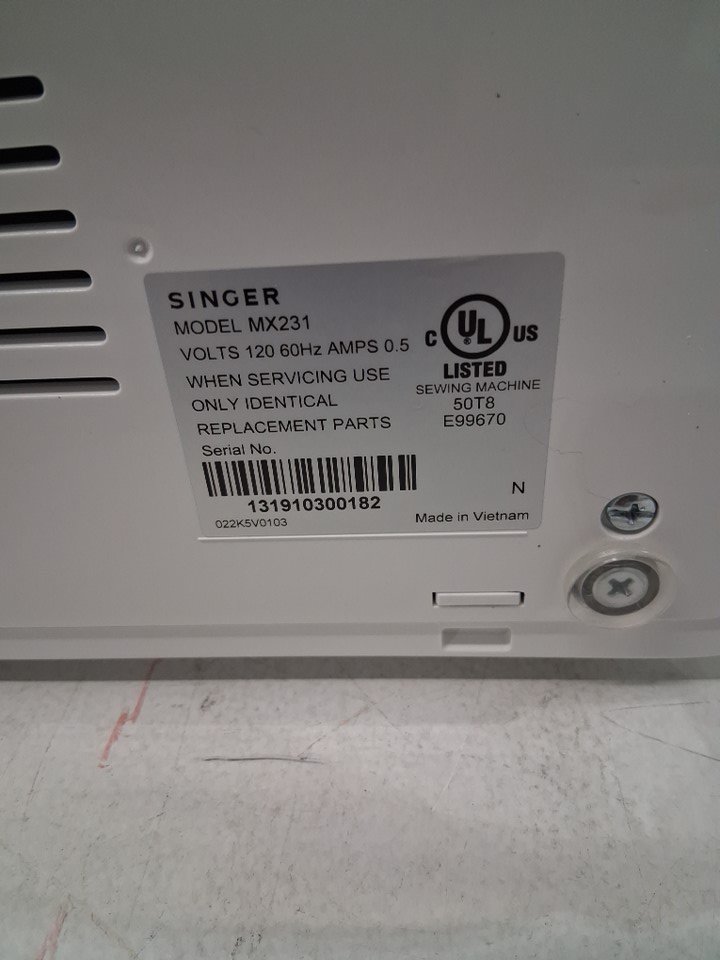 SINGER
MODEL MX231
VOLTS 120 60Hz AMPS 0.5
WHEN SERVICING USE
ONLY IDENTICAL
REPLACEMENT PARTS
Serial No.
131910300182
022K5V0103
C UL ® US
LISTED
SEWING MACHINE
50T8
E99670
N
Made in Vietnam